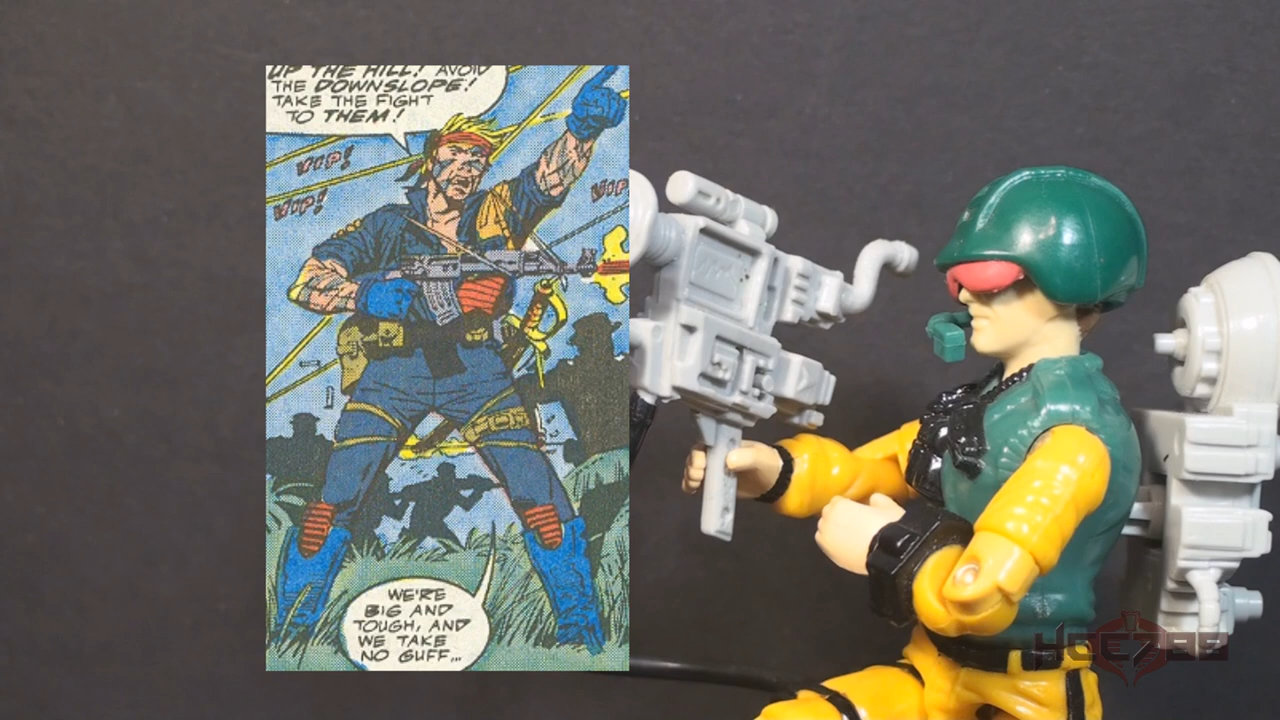 UP THE HILL! AVOID
THE DOWNSLOPE!
TAKE THE FIGHT
TO THEM!
VIP!
VIP!
VIP
WE'RE
BIG AND
TOUGH, AND
WE TAKE
NO GUFF...